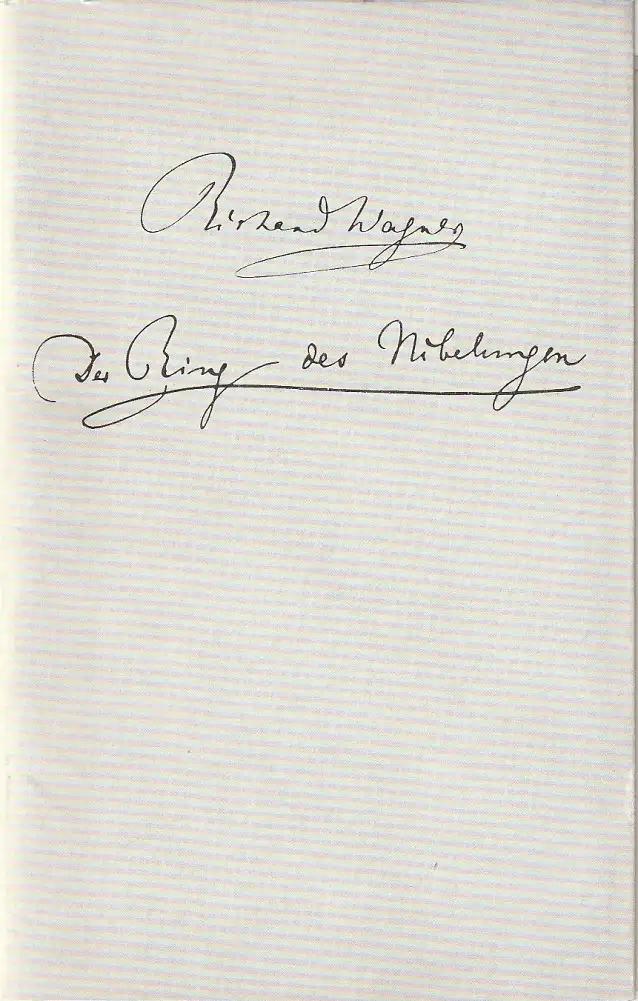 Richard Wagner
Der Ring des Nibelungen